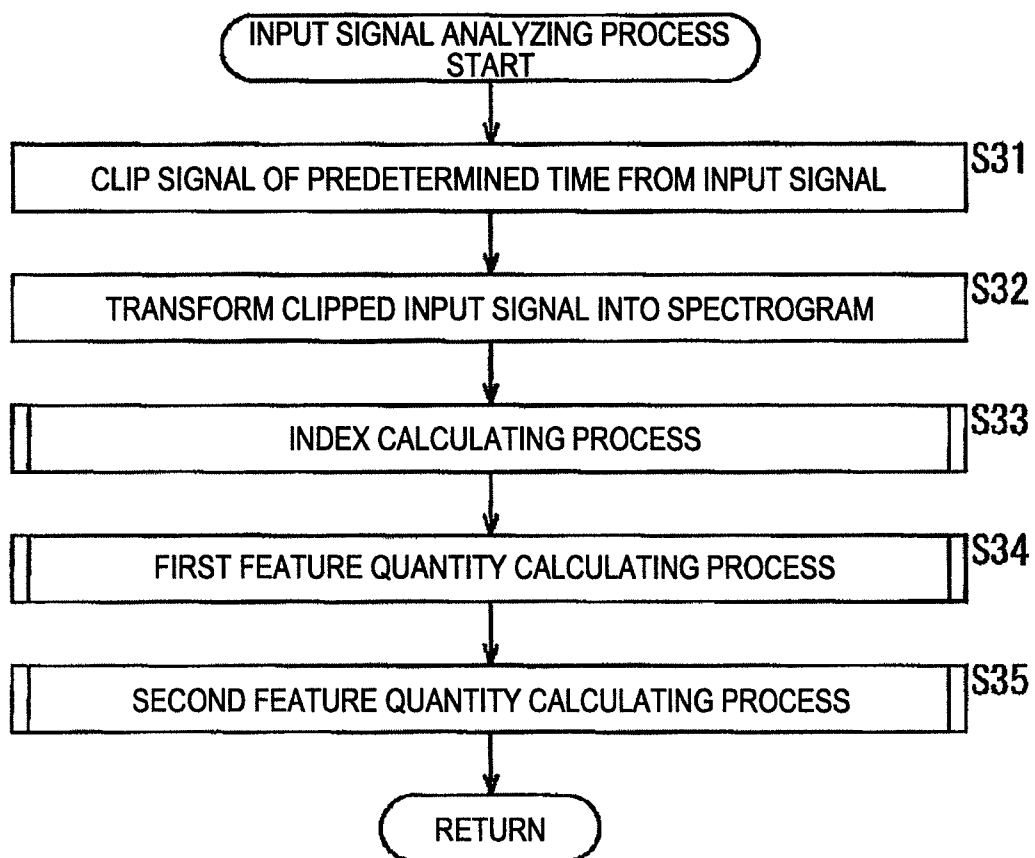 INPUT SIGNAL ANALYZING PROCESS
START
CLIP SIGNAL OF PREDETERMINED TIME FROM INPUT SIGNAL
S31
TRANSFORM CLIPPED INPUT SIGNAL INTO SPECTROGRAM
S32
INDEX CALCULATING PROCESS
S33
FIRST FEATURE QUANTITY CALCULATING PROCESS
S34
SECOND FEATURE QUANTITY CALCULATING PROCESS
S35
RETURN